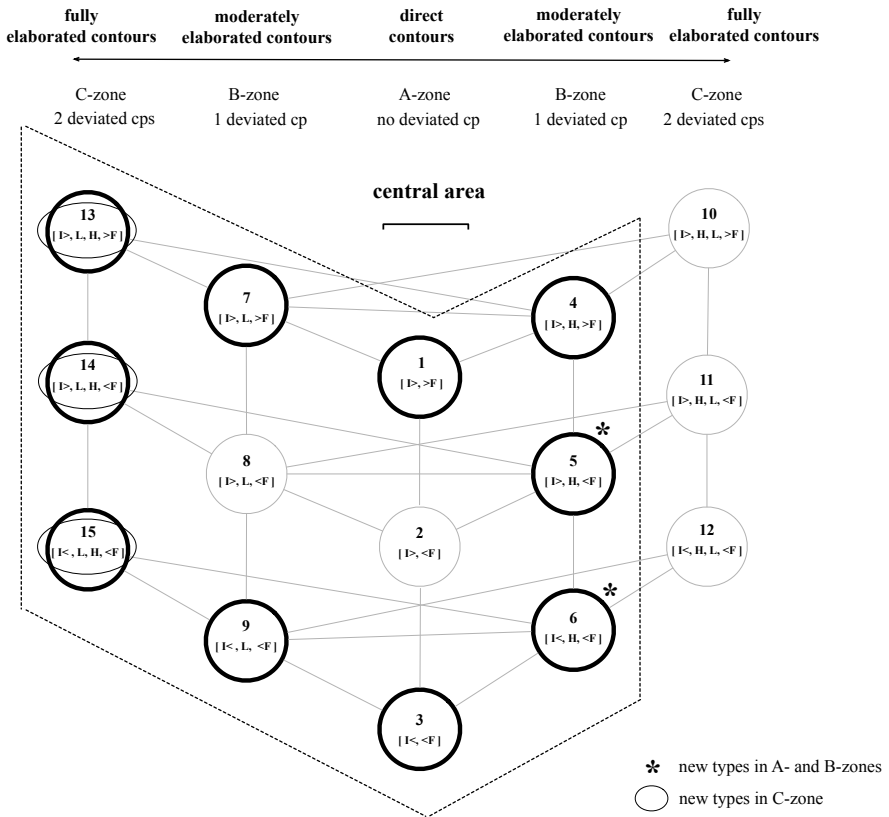 fully
elaborated contours
moderately
elaborated contours
direct
contours
moderately
elaborated contours
fully
elaborated contours
C-zone
2 deviated cps
B-zone
1 deviated cp
A-zone
no deviated cp
B-zone
1 deviated cp
C-zone
2 deviated cps
central area
13
[ I>, L, H, >F]
10
[ I>, H, L, >F]
7
[ I>, L, >F]
4
[ I>, H, >F]
1
[ I>, >F]
14
[ I>, L, H, <F]
11
[ I>, H, L, <F]
8
[ I>, L, <F]
5
[ I>, H, <F]
*
2
[ I>, <F]
15
[ I< , L, H, <F]
12
[ I<, H, L, <F]
9
[ I< , L, <F]
6
[ I<, H, <F]
*
3
[ I<, <F]
* new types in A- and B-zones
new types in C-zone